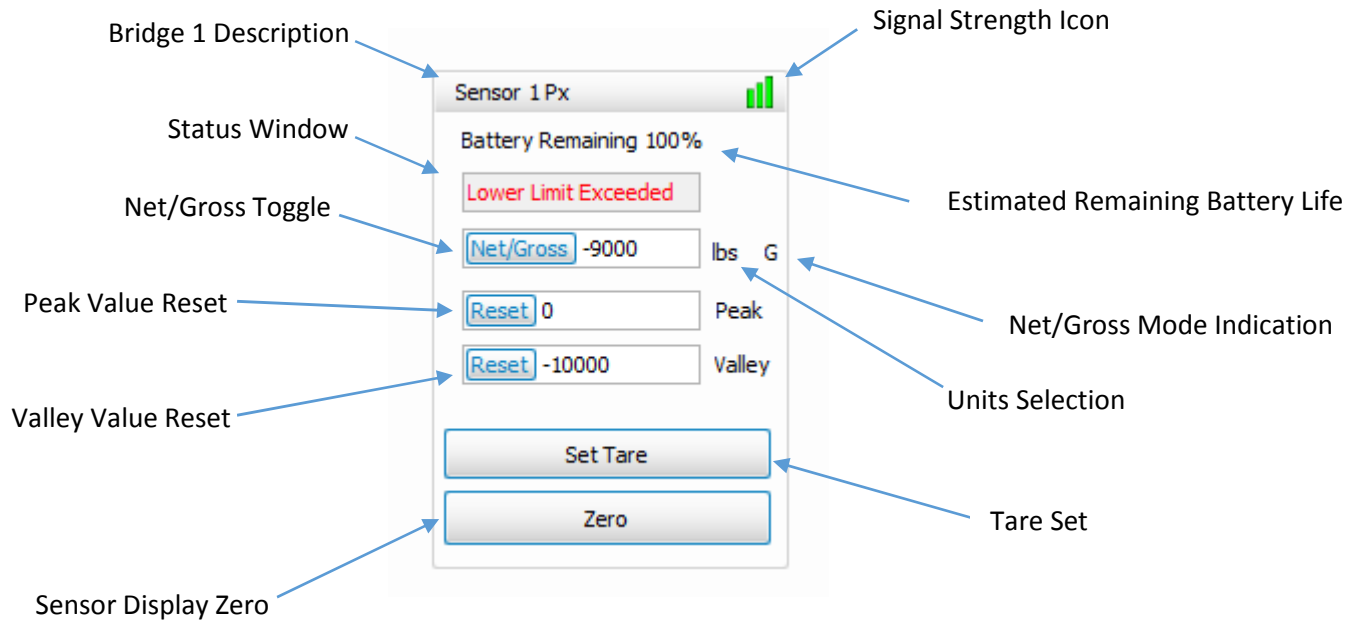 Signal Strength Icon
Bridge 1 Description
Sensor 1 Px
Status Window
Battery Remaining 100%
Lower Limit Exceeded
Estimated Remaining Battery Life
Net/Gross Toggle
Net/Gross -9000 lbs G
Peak Value Reset
Reset 0 Peak
Net/Gross Mode Indication
Reset -10000 Valley
Units Selection
Valley Value Reset
Set Tare
Zero
Tare Set
Sensor Display Zero